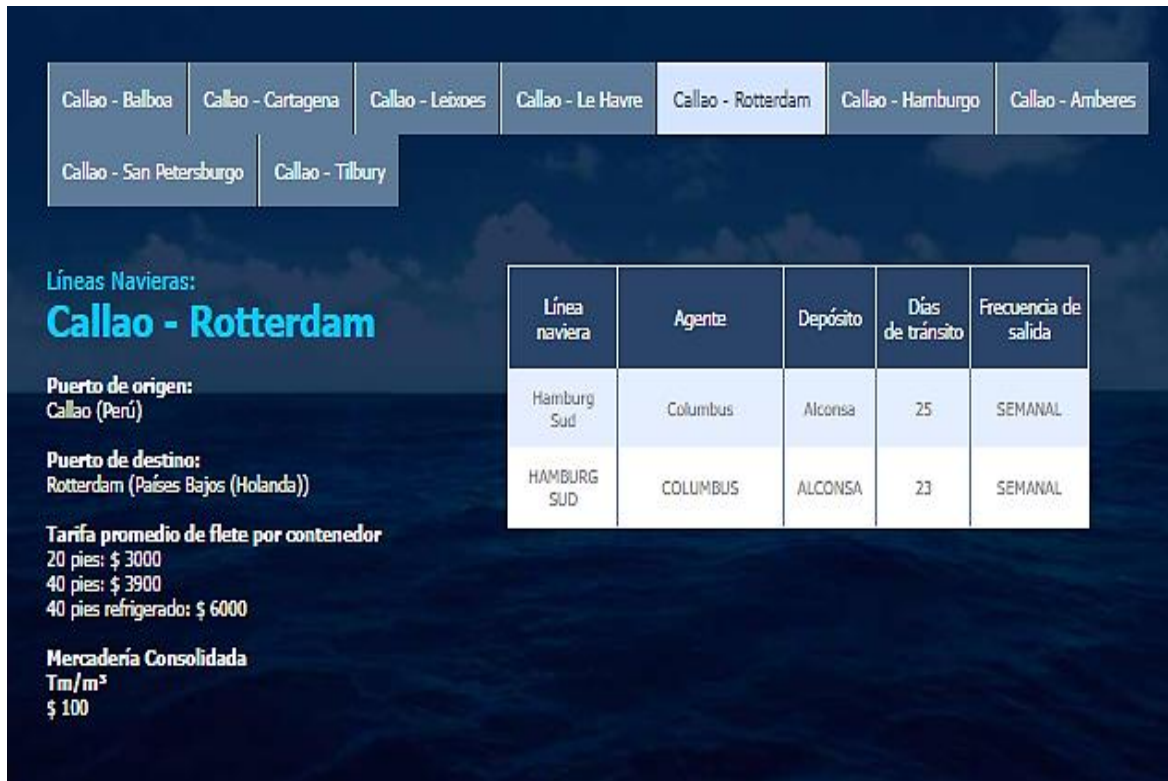 Callao - Balboa
Callao - Cartagena
Callao - Leixoes
Callao - Le Havre
Callao - Rotterdam
Callao - Hamburgo
Callao - Amberes
Callao - San Petersburgo
Callao - Tilbury
Líneas Navieras:
Callao - Rotterdam
Puerto de origen:
Callao (Perú)
Puerto de destino:
Rotterdam (Países Bajos (Holanda))
Tarifa promedio de flete por contenedor
20 pies: $ 3000
40 pies: $ 3900
40 pies refrigerado: $ 6000
Mercadería Consolidada
Tm/m³
$ 100
Línea naviera Agente Depósito Días de tránsito Frecuencia de salida
Hamburg Sud Columbus Alconsa 25 SEMANAL
HAMBURG SUD COLUMBUS ALCONSA 23 SEMANAL